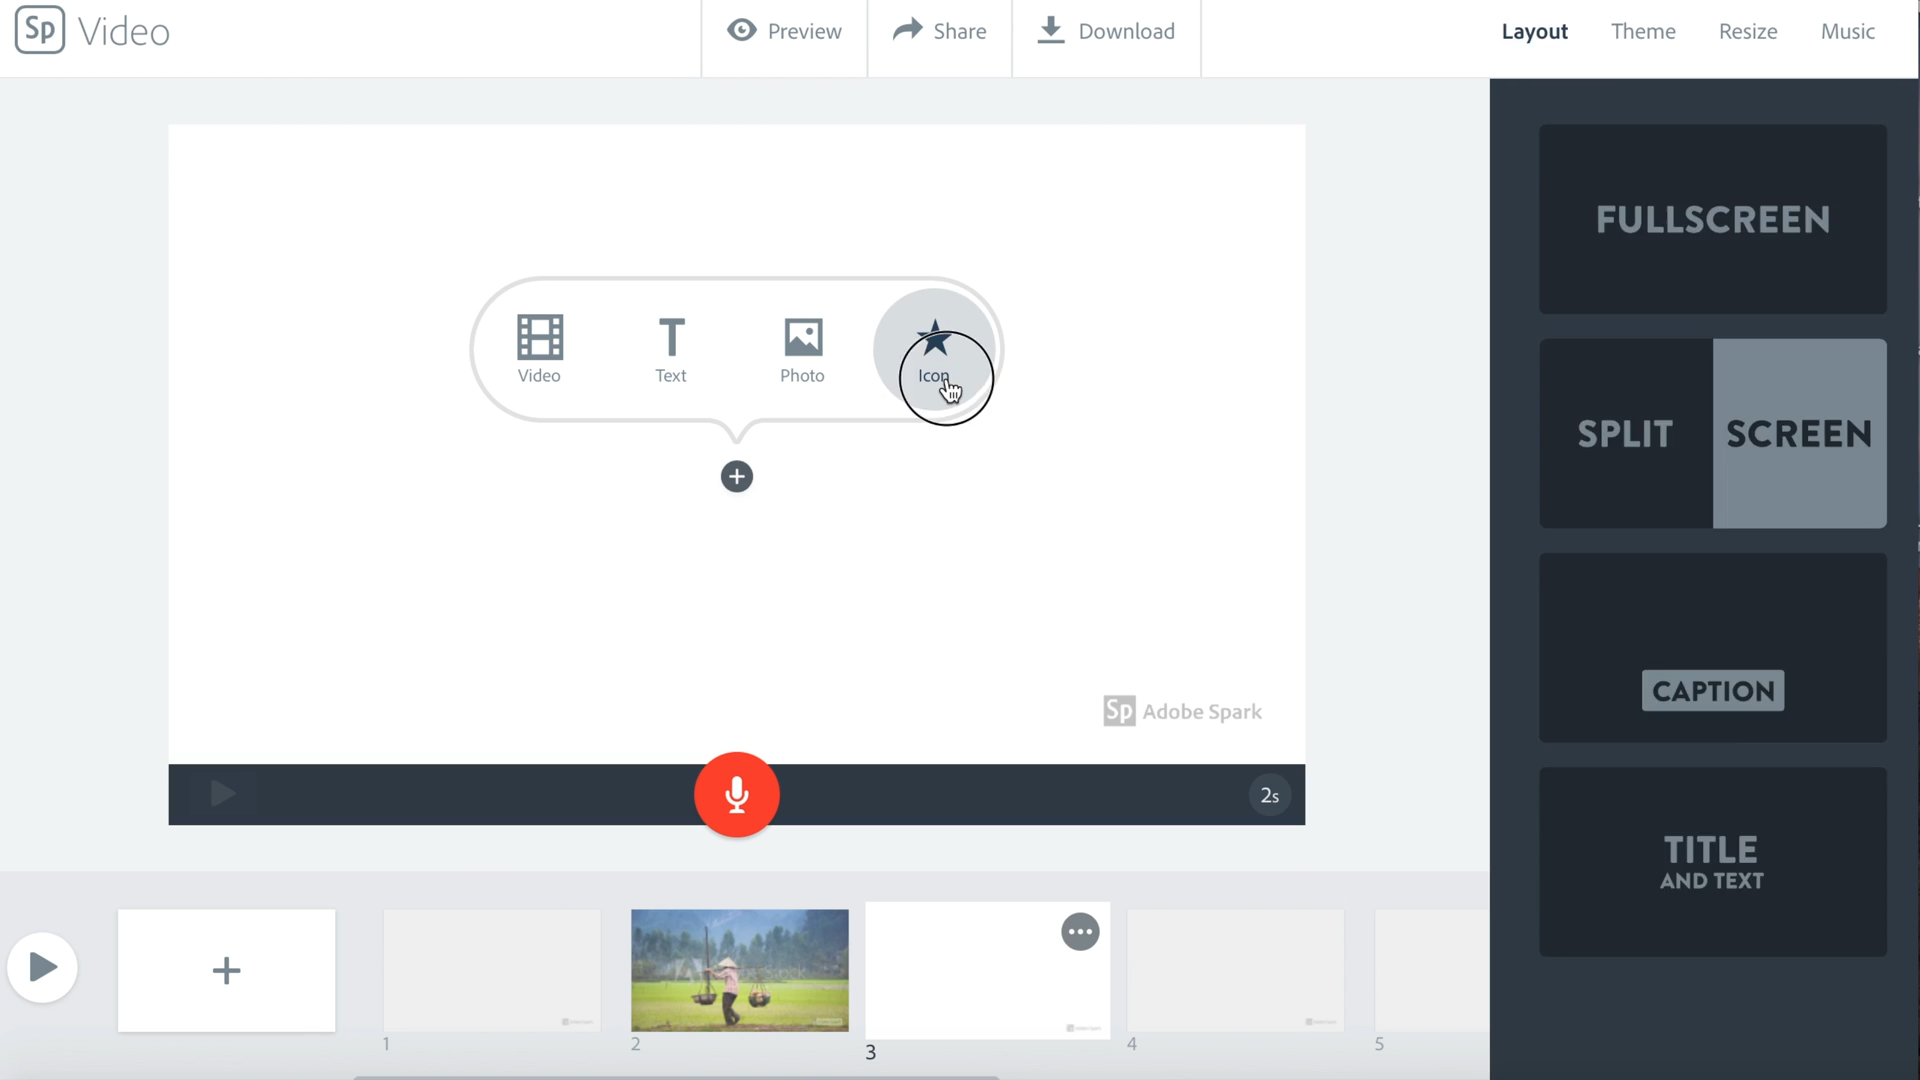 Sp Video
Preview
Share
Download
Layout
Theme
Resize
Music
Video
Text
Photo
Icon
Sp Adobe Spark
2s
FULLSCREEN
SPLIT SCREEN
CAPTION
TITLE
AND TEXT
1
2
3
4
5